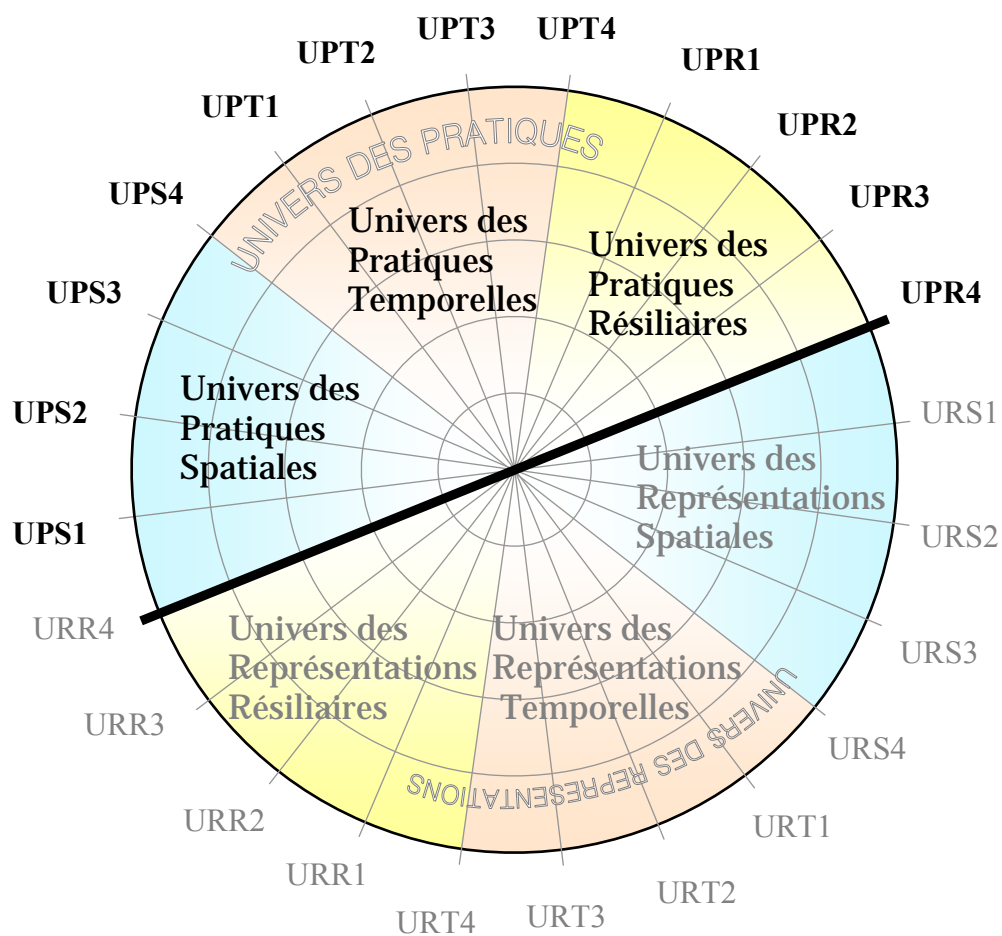 UPT3
UPT4
UPT2
UPR1
UPT1
UPR2
UPS4
UPR3
UPS3
UPR4
UPS2
URS1
UPS1
URS2
URR4
URS3
URR3
URS4
URR2
URT1
URR1
URT2
URT4
URT3
UNIVERS DES PRATIQUES
Univers des
Pratiques
Temporelles
Univers des
Pratiques
Résiliaires
Univers des
Pratiques
Spatiales
Univers des
Représentations
Spatiales
Univers des
Représentations
Résiliaires
Univers des
Représentations
Temporelles
UNIVERS DES REPRESENTATIONS